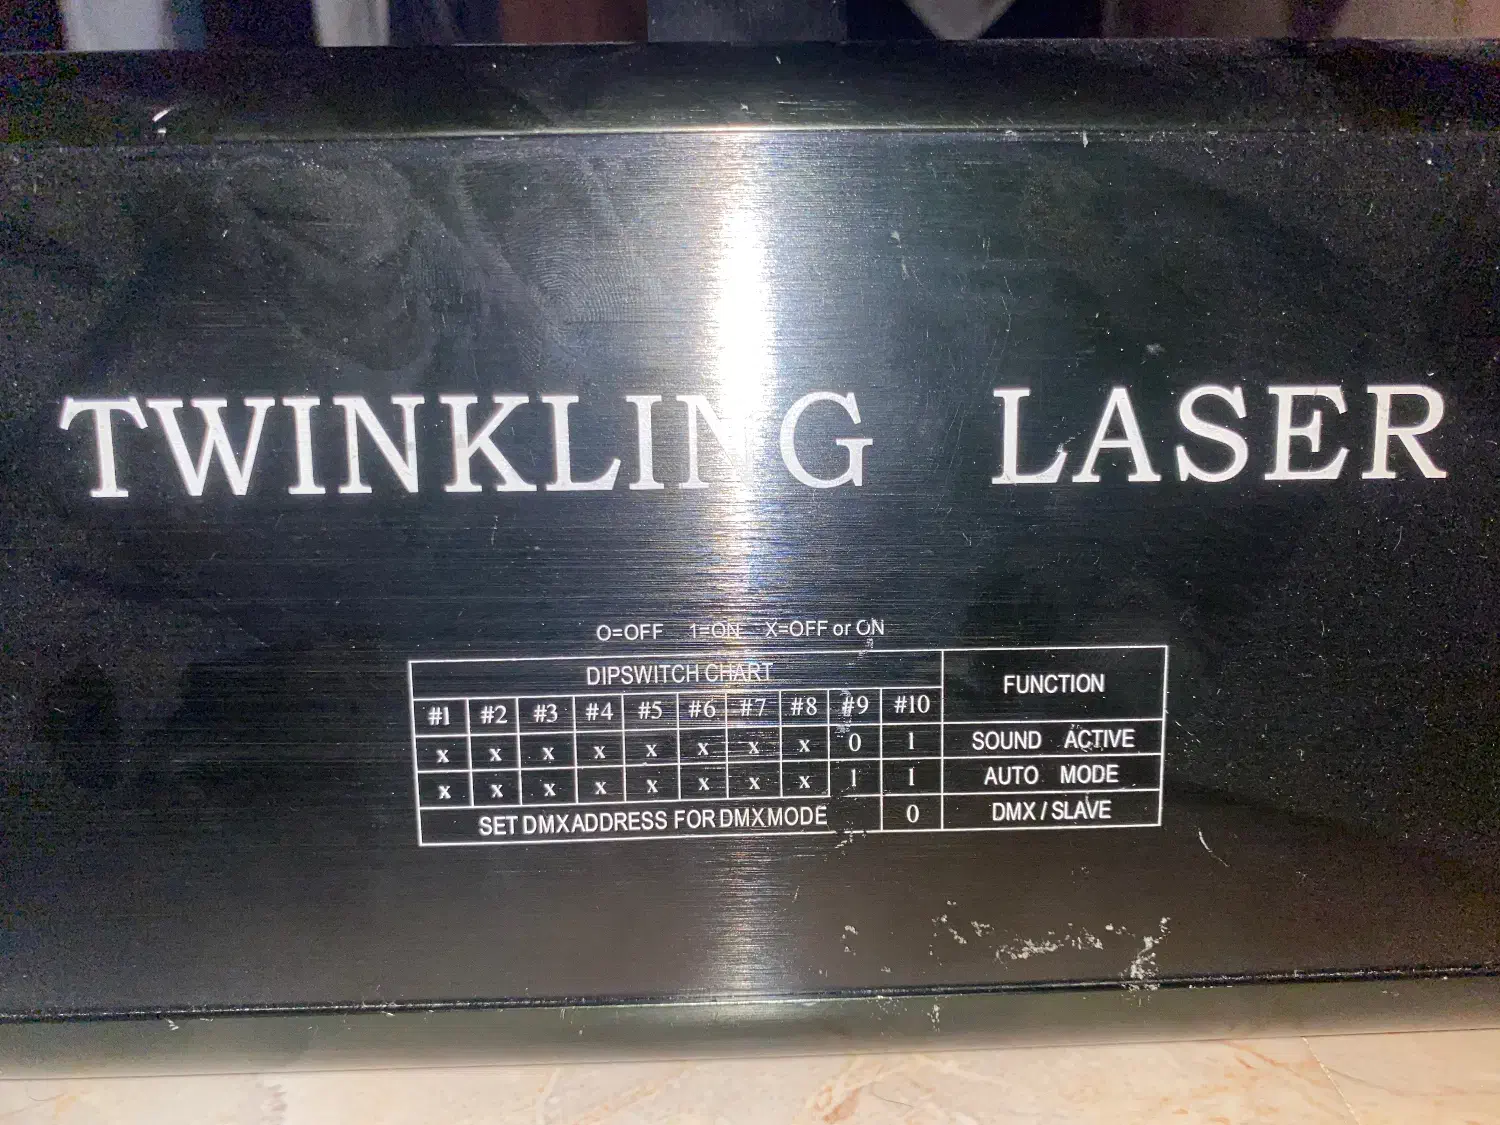 TWINKLING LASER
O=OFF 1=ON X=OFF or ON
DIPSWITCH CHART FUNCTION
#1 #2 #3 #4 #5 #6 #7 #8 #9 #10
x x x x x x x x 0 1 SOUND ACTIVE
x x x x x x x x 1 1 AUTO MODE
SET DMX ADDRESS FOR DMX MODE 0 DMX / SLAVE